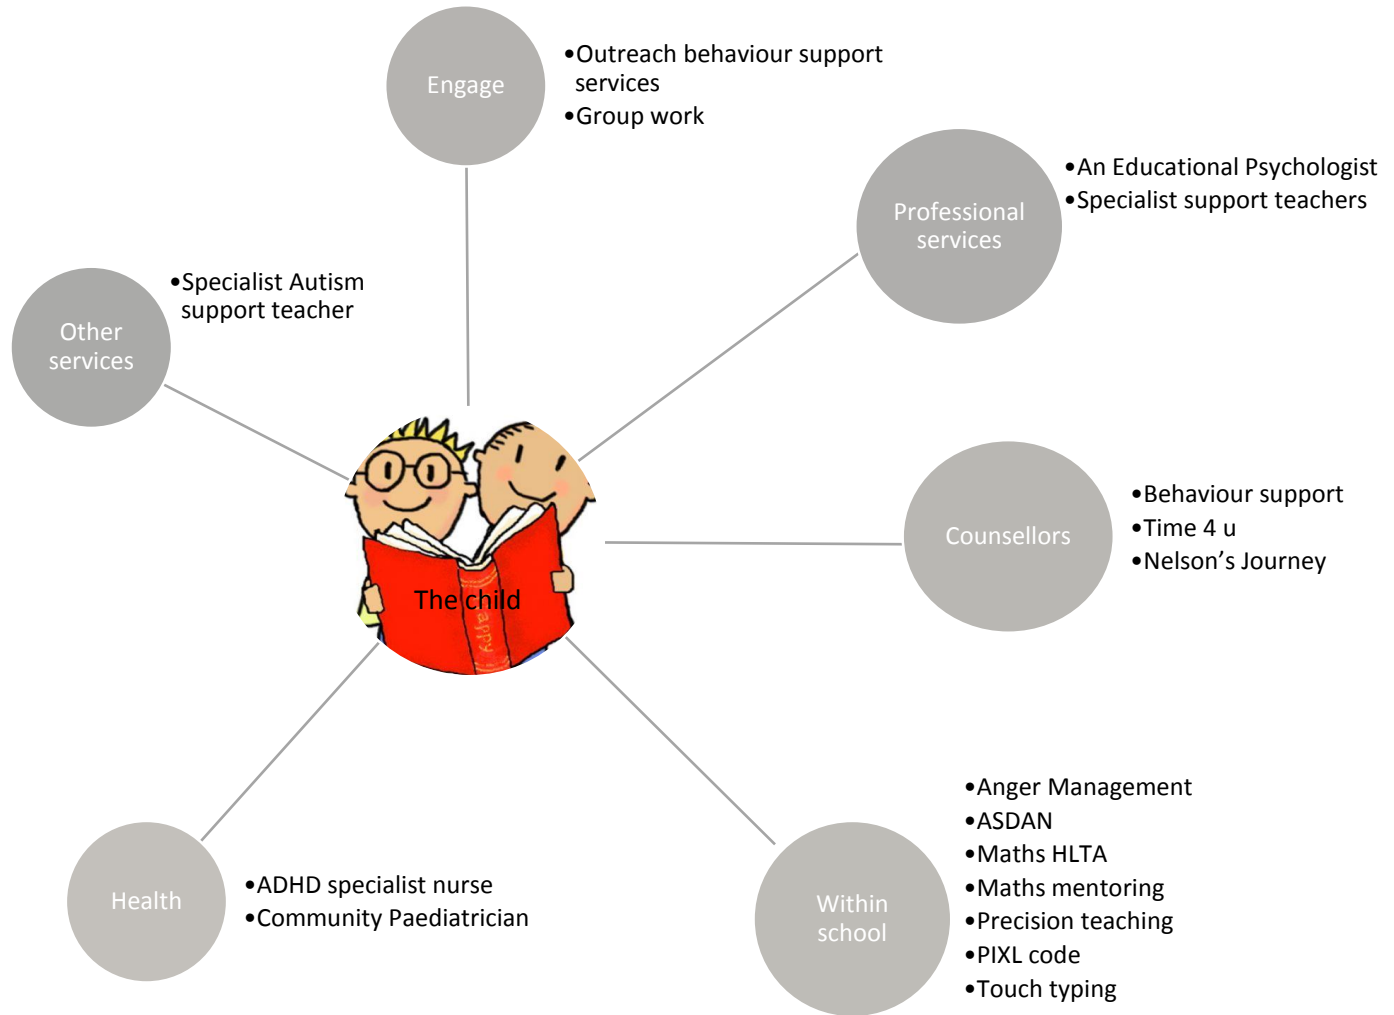 Engage
•Outreach behaviour support
services
•Group work
Professional
services
•An Educational Psychologist
•Specialist support teachers
Other
services
•Specialist Autism
support teacher
Counsellors
•Behaviour support
•Time 4 u
•Nelson’s Journey
The child
appy
Health
•ADHD specialist nurse
•Community Paediatrician
Within
school
•Anger Management
•ASDAN
•Maths HLTA
•Maths mentoring
•Precision teaching
•PIXL code
•Touch typing